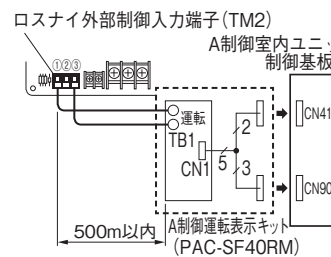 ロスナイ外部制御入力端子(TM2)
A制御室内ユニッ
制御基板
①②③
運転
TB1
CN1
2
5
3
CN41
CN90
500m以内
A制御運転表示キット
(PAC-SF40RM)